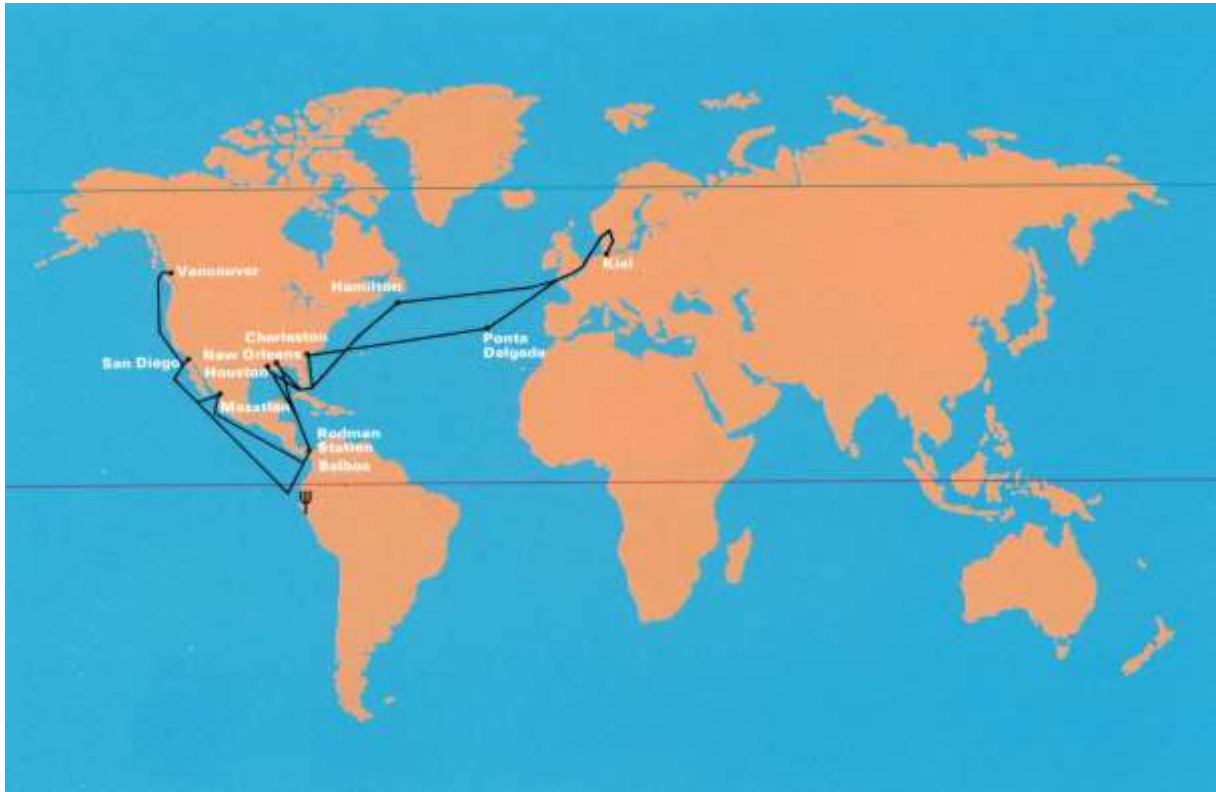 Vancouver
Kiel
Hamilton
Charleston
Ponta
Delgada
New Orleans
San Diego
Houston
Mazatlan
Rodman
Station
Balboa